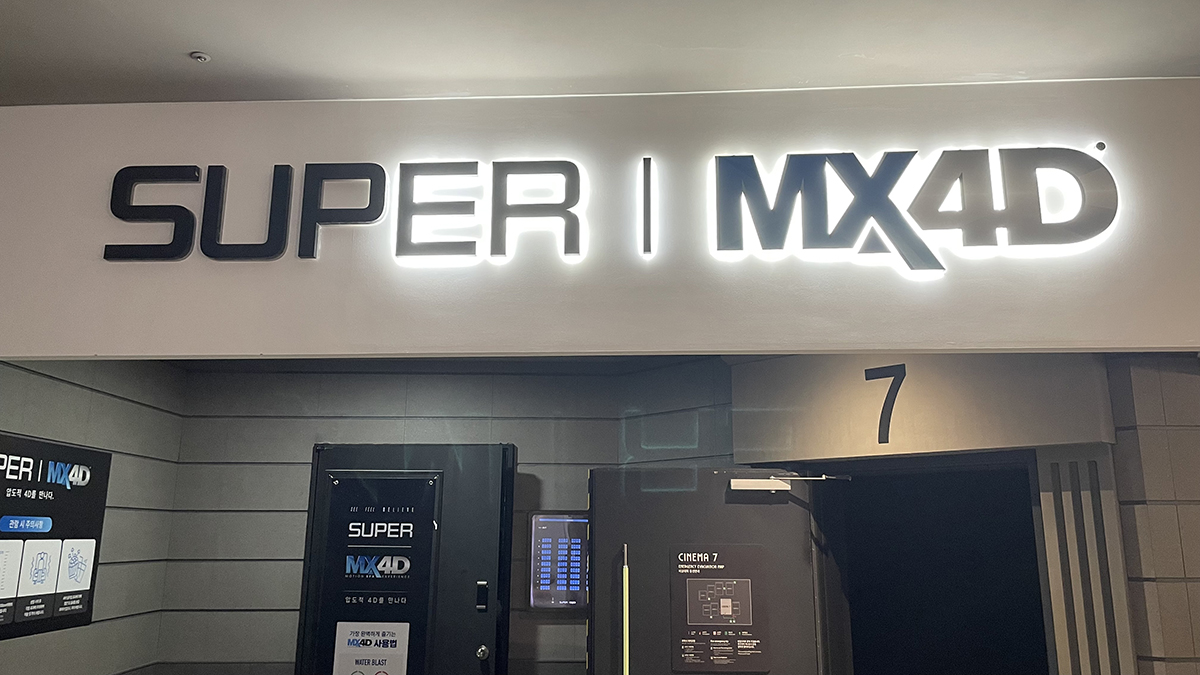 SUPER | MX4D
7
PER | MX4D
압도적 4D를 만나다.
관람 시 주의사항
SEE FEEL BELIEVE
SUPER
MX4D
MOTION EFX EXPERIENCE
압도적 4D를 만나다
가장 완벽하게 즐기는
MX4D 사용법
WATER BLAST
CINEMA 7
EMERGENCY EVACUATION MAP